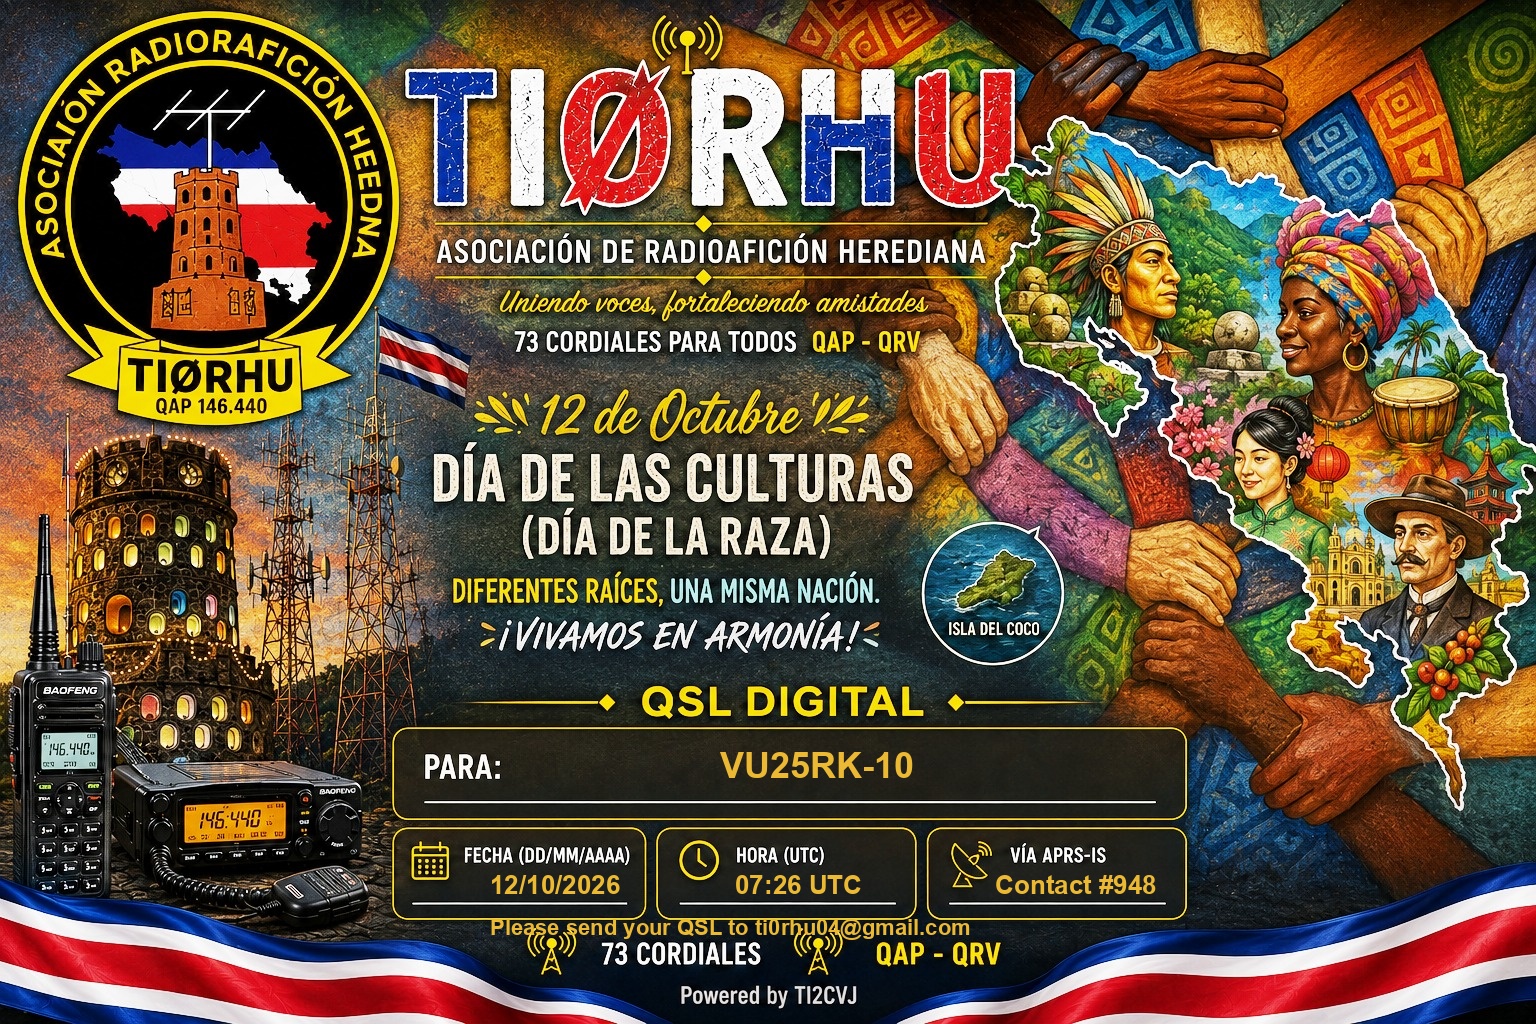 ASOCIAIÓN RADIORAFICIÓN HEEDNA
TIØRHU
QAP 146.440
TIØRHU
ASOCIACIÓN DE RADIOAFICIÓN HEREDIANA
Uniendo voces, fortaleciendo amistades
73 CORDIALES PARA TODOS QAP - QRV
12 de Octubre
DÍA DE LAS CULTURAS
(DÍA DE LA RAZA)
DIFERENTES RAÍCES, UNA MISMA NACIÓN.
¡VIVAMOS EN ARMONÍA!
ISLA DEL COCO
BAOFENG
146.440
BAOFENG
146.440
QSL DIGITAL
PARA: VU25RK-10
FECHA (DD/MM/AAAA)
12/10/2026
HORA (UTC)
07:26 UTC
VÍA APRS-IS
Contact #948
Please send your QSL to ti0rhu04@gmail.com
73 CORDIALES QAP - QRV
Powered by TI2CVJ